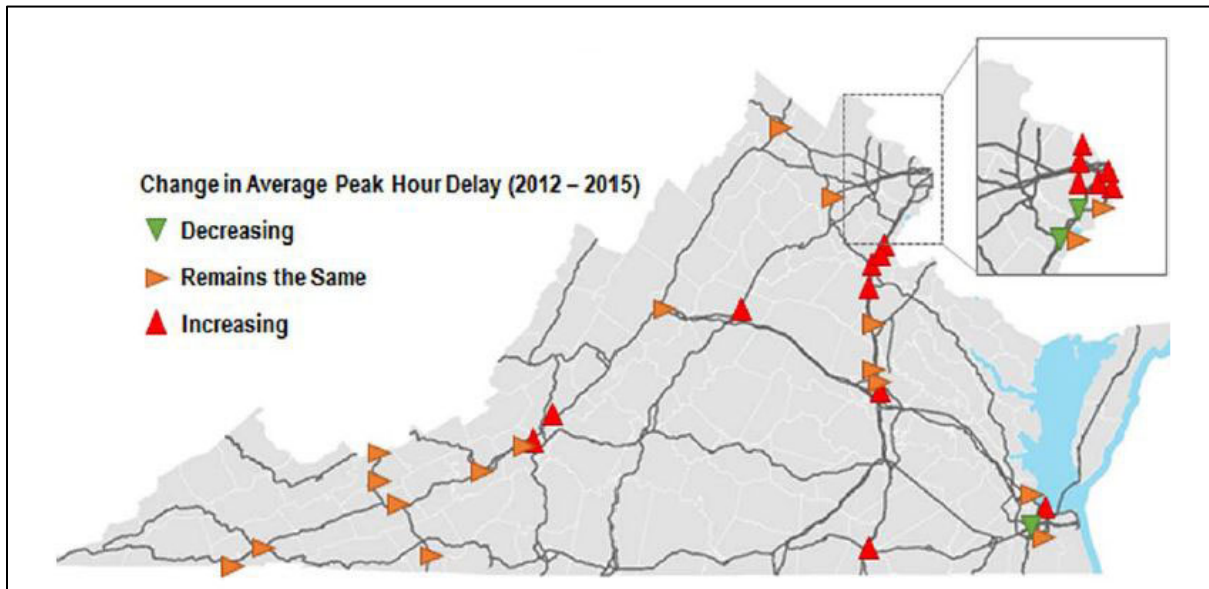 Change in Average Peak Hour Delay (2012 – 2015)
Decreasing
Remains the Same
Increasing